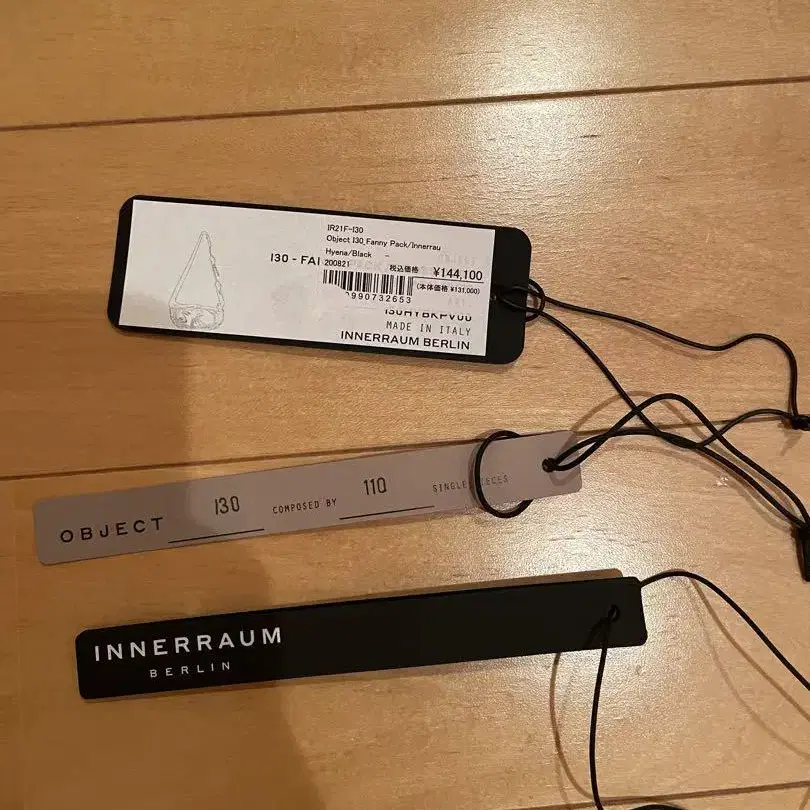 IR21F-I30
Object I30_Fanny Pack/Innerrau
Hyena/Black -
I30 - FAI
200821 税込価格 ¥144,100
(本体価格 ¥131,000)
990732653
I30HYBKPV00
MADE IN ITALY
INNERRAUM BERLIN
OBJECT I30 COMPOSED BY 110 SINGLE PIECES
INNERRAUM
BERLIN